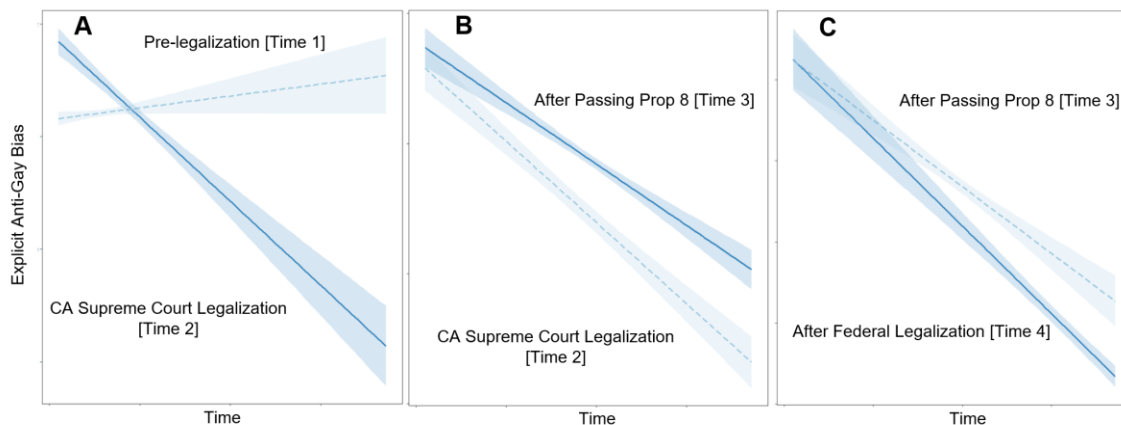 A
B
C
Pre-legalization [Time 1]
After Passing Prop 8 [Time 3]
After Passing Prop 8 [Time 3]
Explicit Anti-Gay Bias
CA Supreme Court Legalization
[Time 2]
CA Supreme Court Legalization
[Time 2]
After Federal Legalization [Time 4]
Time
Time
Time